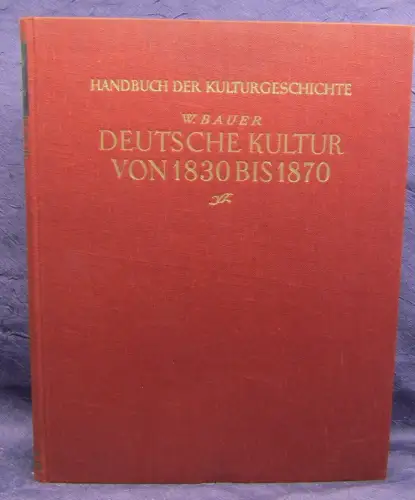 HANDBUCH DER KULTURGESCHICHTE
W. BAUER
DEUTSCHE KULTUR
VON 1830 BIS 1870